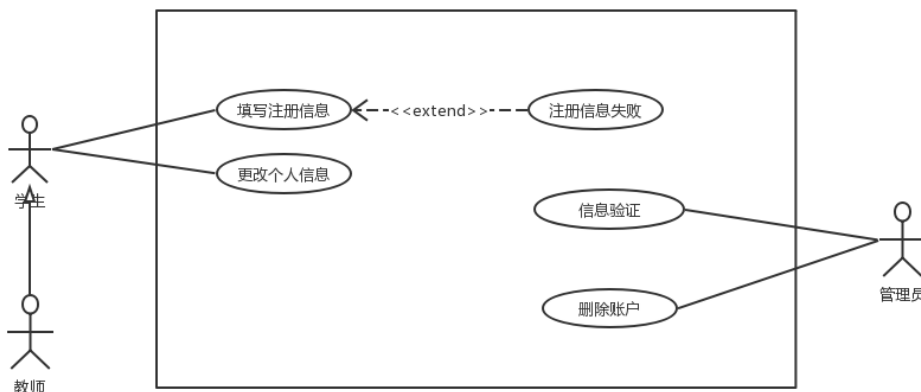 填写注册信息
<<extend>>
注册信息失败
更改个人信息
学生
信息验证
管理员
删除账户
教师